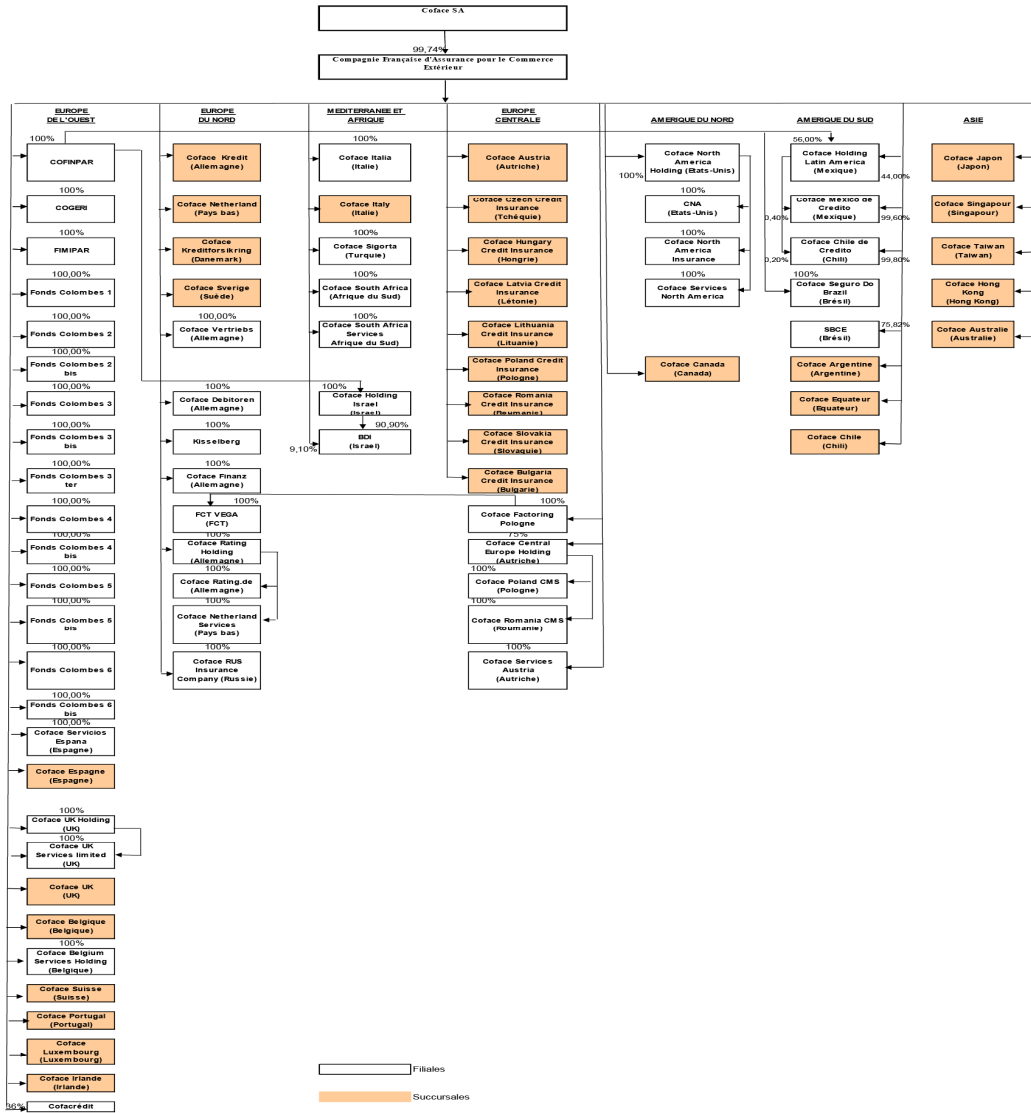 Coface SA
99,74%
Compagnie Française d'Assurance pour le Commerce
Extérieur
EUROPE
DE L'OUEST
100%
COFINPAR
100%
COGERI
100%
FIMIPAR
100,00%
Fonds Colombes 1
100,00%
Fonds Colombes 2
100,00%
Fonds Colombes 2
bis
100,00%
Fonds Colombes 3
100,00%
Fonds Colombes 3
bis
100,00%
Fonds Colombes 3
ter
100,00%
Fonds Colombes 4
100,00%
Fonds Colombes 4
bis
100,00%
Fonds Colombes 5
100,00%
Fonds Colombes 5
bis
100,00%
Fonds Colombes 6
100,00%
Fonds Colombes 6
bis
100,00%
Coface Servicios
Espana
(Espagne)
Coface Espagne
(Espagne)
100%
Coface UK Holding
(UK)
100%
Coface UK
Services limited
(UK)
Coface UK
(UK)
Coface Belgique
(Belgique)
100%
Coface Belgium
Services Holding
(Belgique)
Coface Suisse
(Suisse)
Coface Portugal
(Portugal)
Coface
Luxembourg
(Luxembourg)
Coface Irlande
(Irlande)
36%
Cofacrédit
EUROPE
DU NORD
Coface Kredit
(Allemagne)
Coface Netherland
(Pays bas)
Coface
Kreditforsikring
(Danemark)
Coface Sverige
(Suède)
100,00%
Coface Vertriebs
(Allemagne)
100%
Coface Debitoren
(Allemagne)
100%
Kisselberg
100%
Coface Finanz
(Allemagne)
100%
FCT VEGA
(FCT)
100%
Coface Rating
Holding
(Allemagne)
100%
Coface Rating.de
(Allemagne)
100%
Coface Netherland
Services
(Pays bas)
100%
Coface RUS
Insurance
Company (Russie)
MEDITERRANEE ET
AFRIQUE
100%
Coface Italia
(Italie)
Coface Italy
(Italie)
100%
Coface Sigorta
(Turquie)
100%
Coface South Africa
(Afrique du Sud)
100%
Coface South Africa
Services
Afrique du Sud)
100%
Coface Holding
Israel
(Israel)
90,90%
9,10%
BDI
(Israel)
EUROPE
CENTRALE
Coface Austria
(Autriche)
Coface Czech Credit
Insurance
(Tchéquie)
Coface Hungary
Credit Insurance
(Hongrie)
Coface Latvia Credit
Insurance
(Létonie)
Coface Lithuania
Credit Insurance
(Lituanie)
Coface Poland Credit
Insurance
(Pologne)
Coface Romania
Credit Insurance
(Roumanie)
Coface Slovakia
Credit Insurance
(Slovaquie)
Coface Bulgaria
Credit Insurance
(Bulgarie)
100%
Coface Factoring
Pologne
75%
Coface Central
Europe Holding
(Autriche)
100%
Coface Poland CMS
(Pologne)
100%
Coface Romania CMS
(Roumanie)
100%
Coface Services
Austria
(Autriche)
AMERIQUE DU NORD
Coface North
America
Holding (Etats-Unis)
100%
100%
CNA
(Etats-Unis)
100%
Coface North
America
Insurance
100%
Coface Services
North America
Coface Canada
(Canada)
AMERIQUE DU SUD
56,00%
Coface Holding
Latin America
(Mexique)
44,00%
Coface Mexico de
Credito
(Mexique)
0,40%
99,60%
Coface Chile de
Credito
(Chili)
0,20%
99,80%
100%
Coface Seguro Do
Brazil
(Brésil)
75,82%
SBCE
(Brésil)
Coface Argentine
(Argentine)
Coface Equateur
(Equateur)
Coface Chile
(Chili)
ASIE
Coface Japon
(Japon)
Coface Singapour
(Singapour)
Coface Taiwan
(Taiwan)
Coface Hong
Kong
(Hong Kong)
Coface Australie
(Australie)
Filiales
Succursales